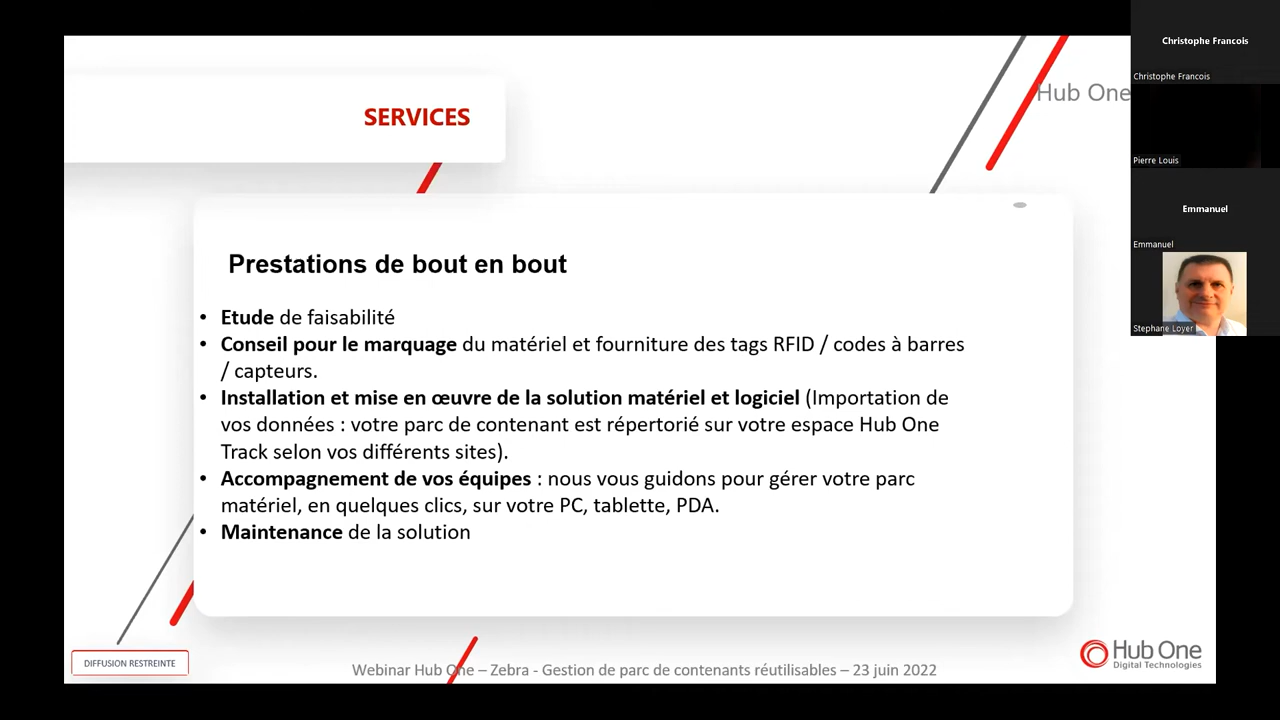 SERVICES
Hub One
Prestations de bout en bout
• Etude de faisabilité
• Conseil pour le marquage du matériel et fourniture des tags RFID / codes à barres
/ capteurs.
• Installation et mise en œuvre de la solution matériel et logiciel (Importation de
vos données : votre parc de contenant est répertorié sur votre espace Hub One
Track selon vos différents sites).
• Accompagnement de vos équipes : nous vous guidons pour gérer votre parc
matériel, en quelques clics, sur votre PC, tablette, PDA.
• Maintenance de la solution
DIFFUSION RESTREINTE
Webinar Hub One – Zebra - Gestion de parc de contenants réutilisables – 23 juin 2022
Hub One
Digital Technologies
Christophe Francois
Christophe Francois
Pierre Louis
Emmanuel
Emmanuel
Stephane Loyer